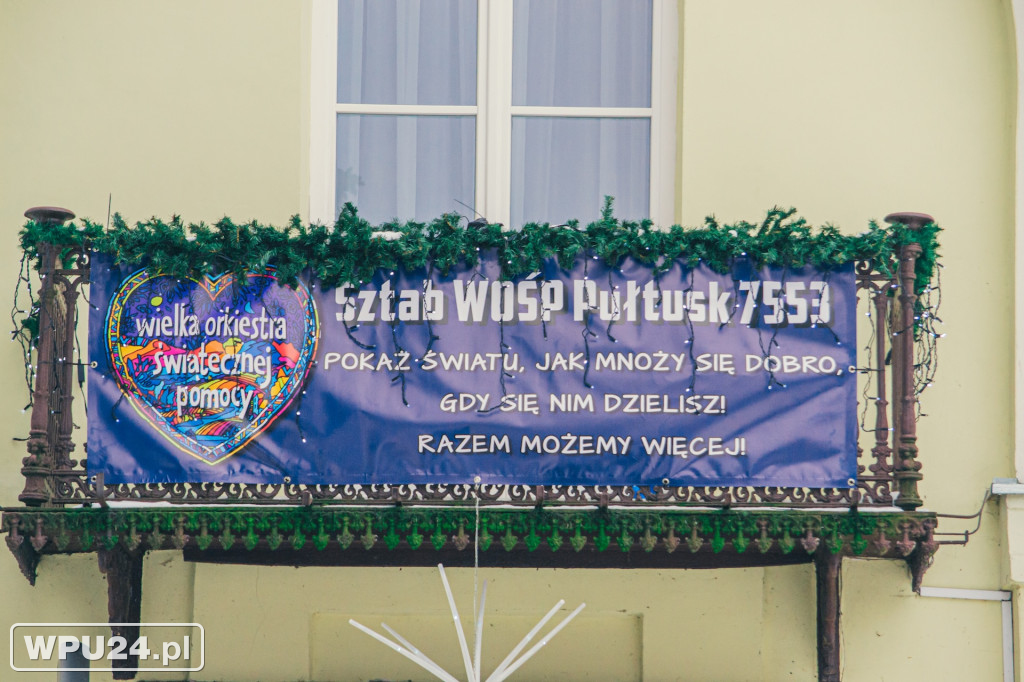 Sztab WOŚP Pułtusk 7553
wielka orkiestra
świątecznej
pomocy
POKAŻ ŚWIATU, JAK MNOŻY SIĘ DOBRO,
GDY SIĘ NIM DZIELISZ!
RAZEM MOŻEMY WIĘCEJ!
WPU24.pl